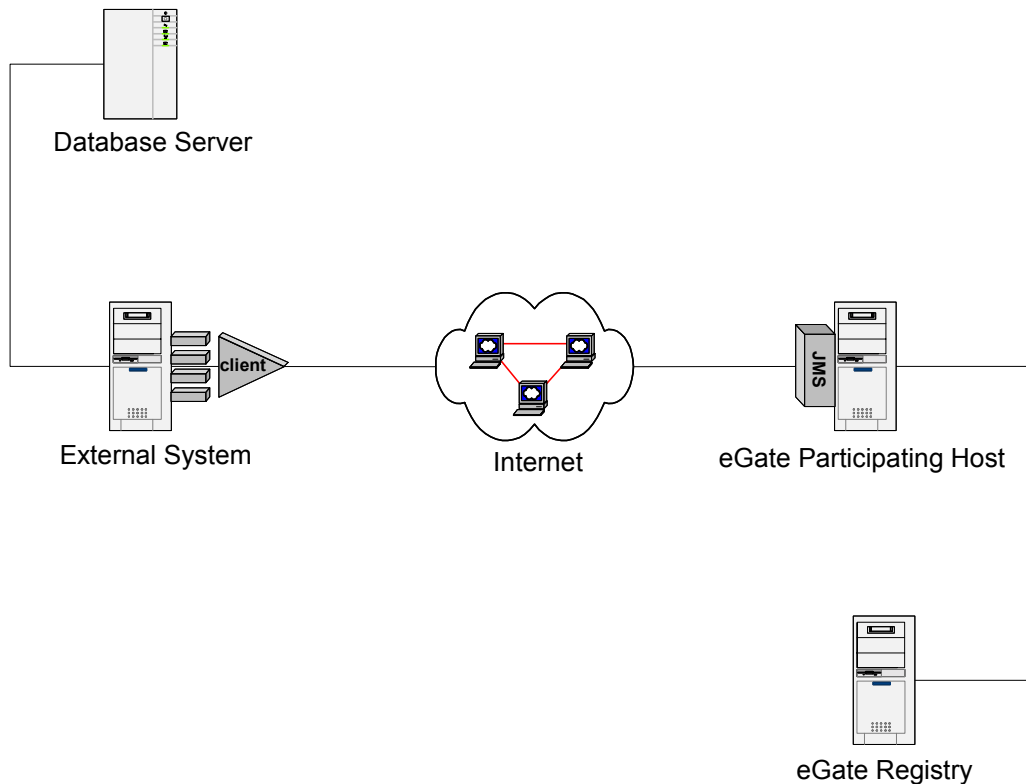 Database Server
client
JMS
External System
Internet
eGate Participating Host
eGate Registry